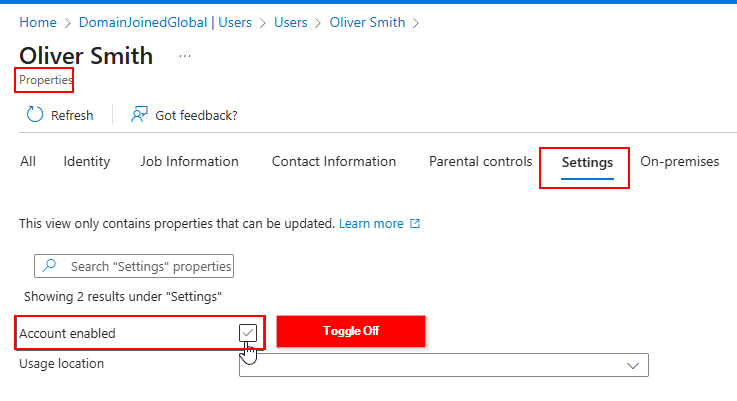 Home > DomainJoinedGlobal | Users > Users > Oliver Smith >
Oliver Smith ...
Properties
Refresh | Got feedback?
All Identity Job Information Contact Information Parental controls Settings On-premises
This view only contains properties that can be updated. Learn more
Search "Settings" properties
Showing 2 results under "Settings"
Account enabled Toggle Off
Usage location